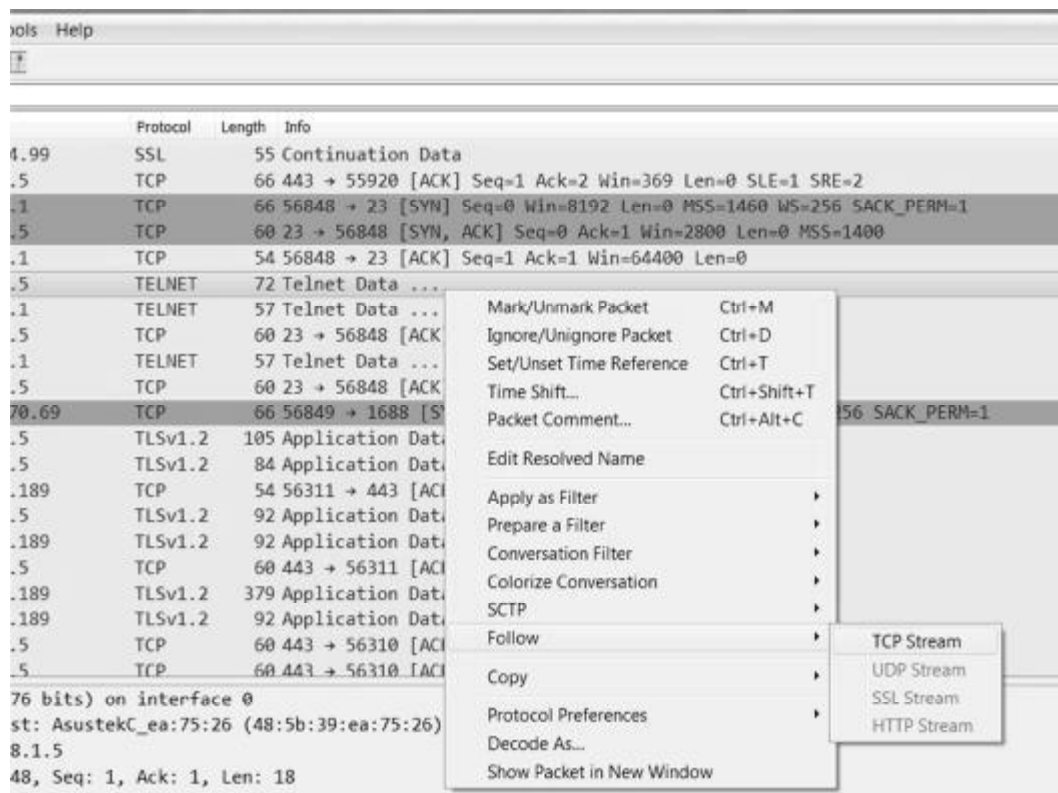 ools Help
Protocol Length Info
4.99 SSL 55 Continuation Data
.5 TCP 66 443 → 55920 [ACK] Seq=1 Ack=2 Win=369 Len=0 SLE=1 SRE=2
.1 TCP 66 56848 → 23 [SYN] Seq=0 Win=8192 Len=0 MSS=1460 WS=256 SACK_PERM=1
.5 TCP 60 23 → 56848 [SYN, ACK] Seq=0 Ack=1 Win=2800 Len=0 MSS=1400
.1 TCP 54 56848 → 23 [ACK] Seq=1 Ack=1 Win=64400 Len=0
.5 TELNET 72 Telnet Data ...
.1 TELNET 57 Telnet Data ...
.5 TCP 60 23 → 56848 [ACK
.1 TELNET 57 Telnet Data ...
.5 TCP 60 23 → 56848 [ACK
70.69 TCP 66 56849 → 1688 [SY 256 SACK_PERM=1
.5 TLSv1.2 105 Application Data
.5 TLSv1.2 84 Application Data
.189 TCP 54 56311 → 443 [ACK
.5 TLSv1.2 92 Application Data
.189 TLSv1.2 92 Application Data
.5 TCP 60 443 → 56311 [ACK
.189 TLSv1.2 379 Application Data
.189 TLSv1.2 92 Application Data
.5 TCP 60 443 → 56310 [ACK
.5 TCP 60 443 → 56310 [ACK
Mark/Unmark Packet Ctrl+M
Ignore/Unignore Packet Ctrl+D
Set/Unset Time Reference Ctrl+T
Time Shift... Ctrl+Shift+T
Packet Comment... Ctrl+Alt+C
Edit Resolved Name
Apply as Filter
Prepare a Filter
Conversation Filter
Colorize Conversation
SCTP
Follow
Copy
Protocol Preferences
Decode As...
Show Packet in New Window
TCP Stream
UDP Stream
SSL Stream
HTTP Stream
76 bits) on interface 0
st: AsustekC_ea:75:26 (48:5b:39:ea:75:26)
8.1.5
48, Seq: 1, Ack: 1, Len: 18